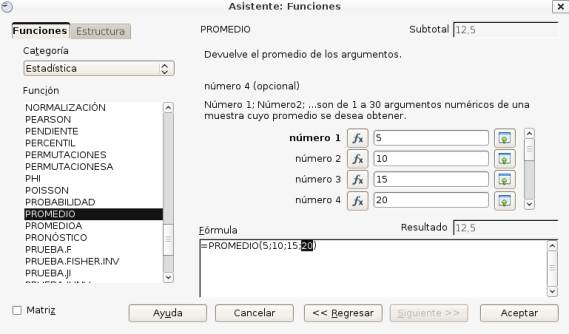 Asistente: Funciones
Funciones Estructura
Categoría
Estadística
Función
NORMALIZACIÓN
PEARSON
PENDIENTE
PERCENTIL
PERMUTACIONES
PERMUTACIONESA
PHI
POISSON
PROBABILIDAD
PROMEDIO
PROMEDIOA
PRONÓSTICO
PRUEBA.F
PRUEBA.FISHER.INV
PRUEBA.JI
PROMEDIO
Subtotal 12,5
Devuelve el promedio de los argumentos.
número 4 (opcional)
Número 1; Número2; ...son de 1 a 30 argumentos numéricos de una
muestra cuyo promedio se desea obtener.
número 1 fx 5
número 2 fx 10
número 3 fx 15
número 4 fx 20
Fórmula
Resultado 12,5
=PROMEDIO(5;10;15;20)
Matriz
Ayuda
Cancelar
<< Regresar
Siguiente >>
Aceptar